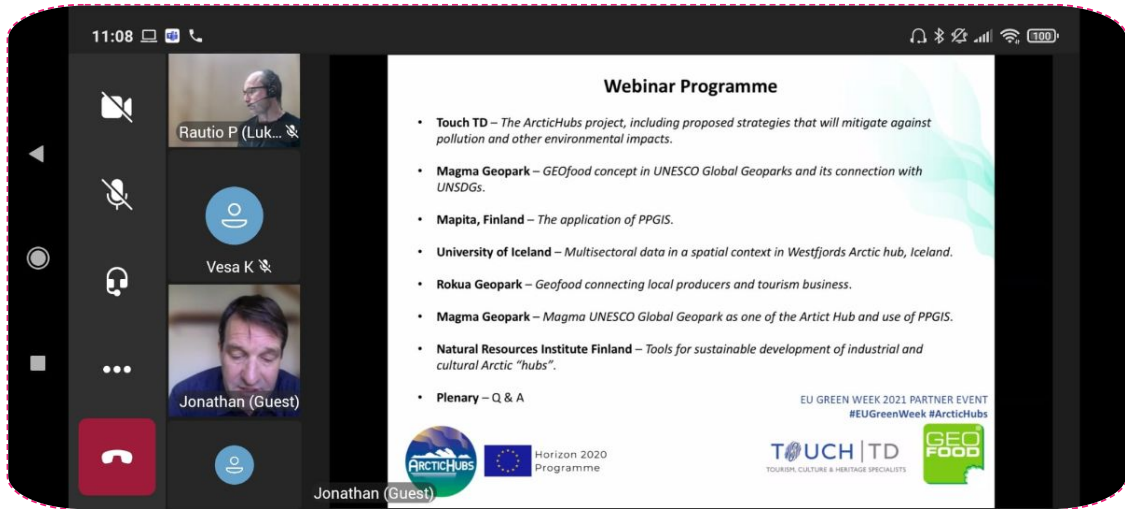 11:08
100
Rautio P (Luk...
Vesa K
Jonathan (Guest)
Jonathan (Guest)
Webinar Programme
• Touch TD – The ArcticHubs project, including proposed strategies that will mitigate against
pollution and other environmental impacts.
• Magma Geopark – GEOfood concept in UNESCO Global Geoparks and its connection with
UNSDGs.
• Mapita, Finland – The application of PPGIS.
• University of Iceland – Multisectoral data in a spatial context in Westfjords Arctic hub, Iceland.
• Rokua Geopark – Geofood connecting local producers and tourism business.
• Magma Geopark – Magma UNESCO Global Geopark as one of the Artict Hub and use of PPGIS.
• Natural Resources Institute Finland – Tools for sustainable development of industrial and
cultural Arctic "hubs".
• Plenary – Q & A
EU GREEN WEEK 2021 PARTNER EVENT
#EUGreenWeek #ArcticHubs
ARCTICHUBS
Horizon 2020
Programme
TOUCH | TD
TOURISM, CULTURE & HERITAGE SPECIALISTS
GEO
FOOD